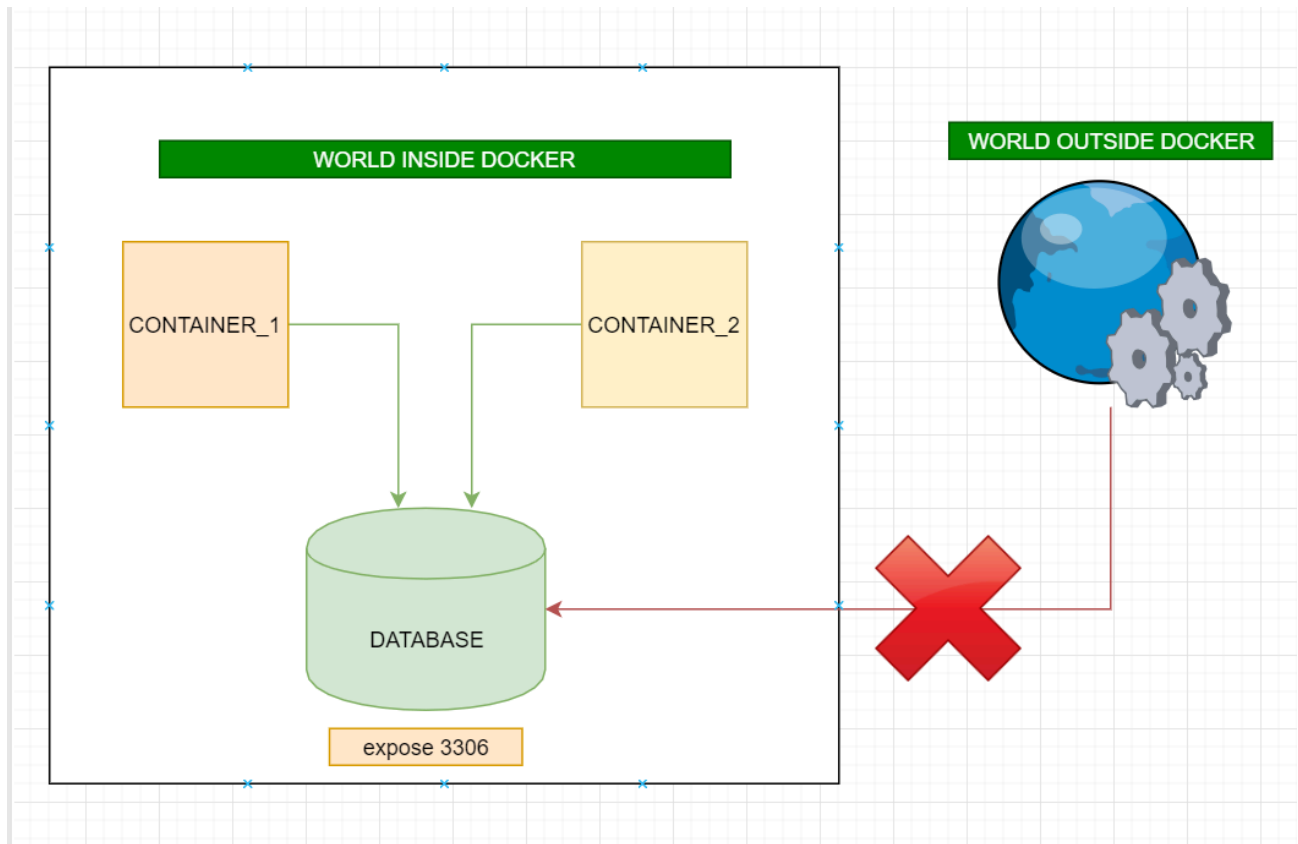 WORLD INSIDE DOCKER
WORLD OUTSIDE DOCKER
CONTAINER_1
CONTAINER_2
DATABASE
expose 3306